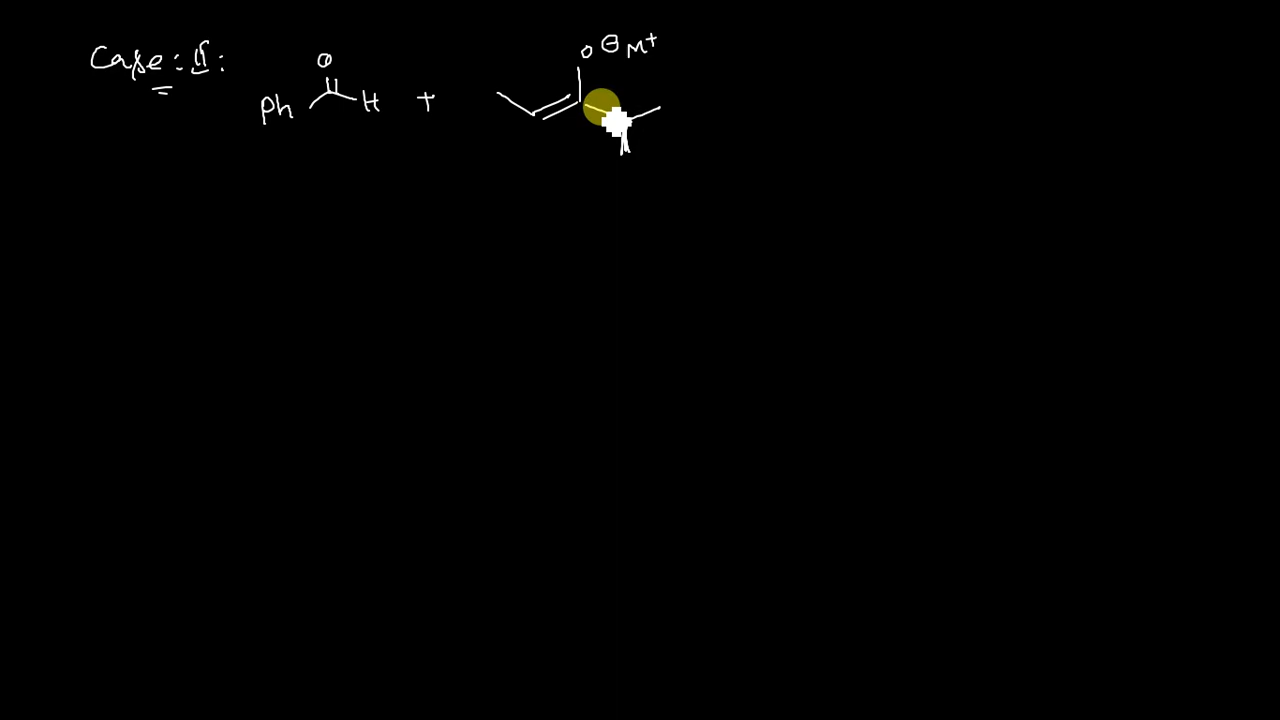 Case: II:
O
Ph H + O ⊖ M+